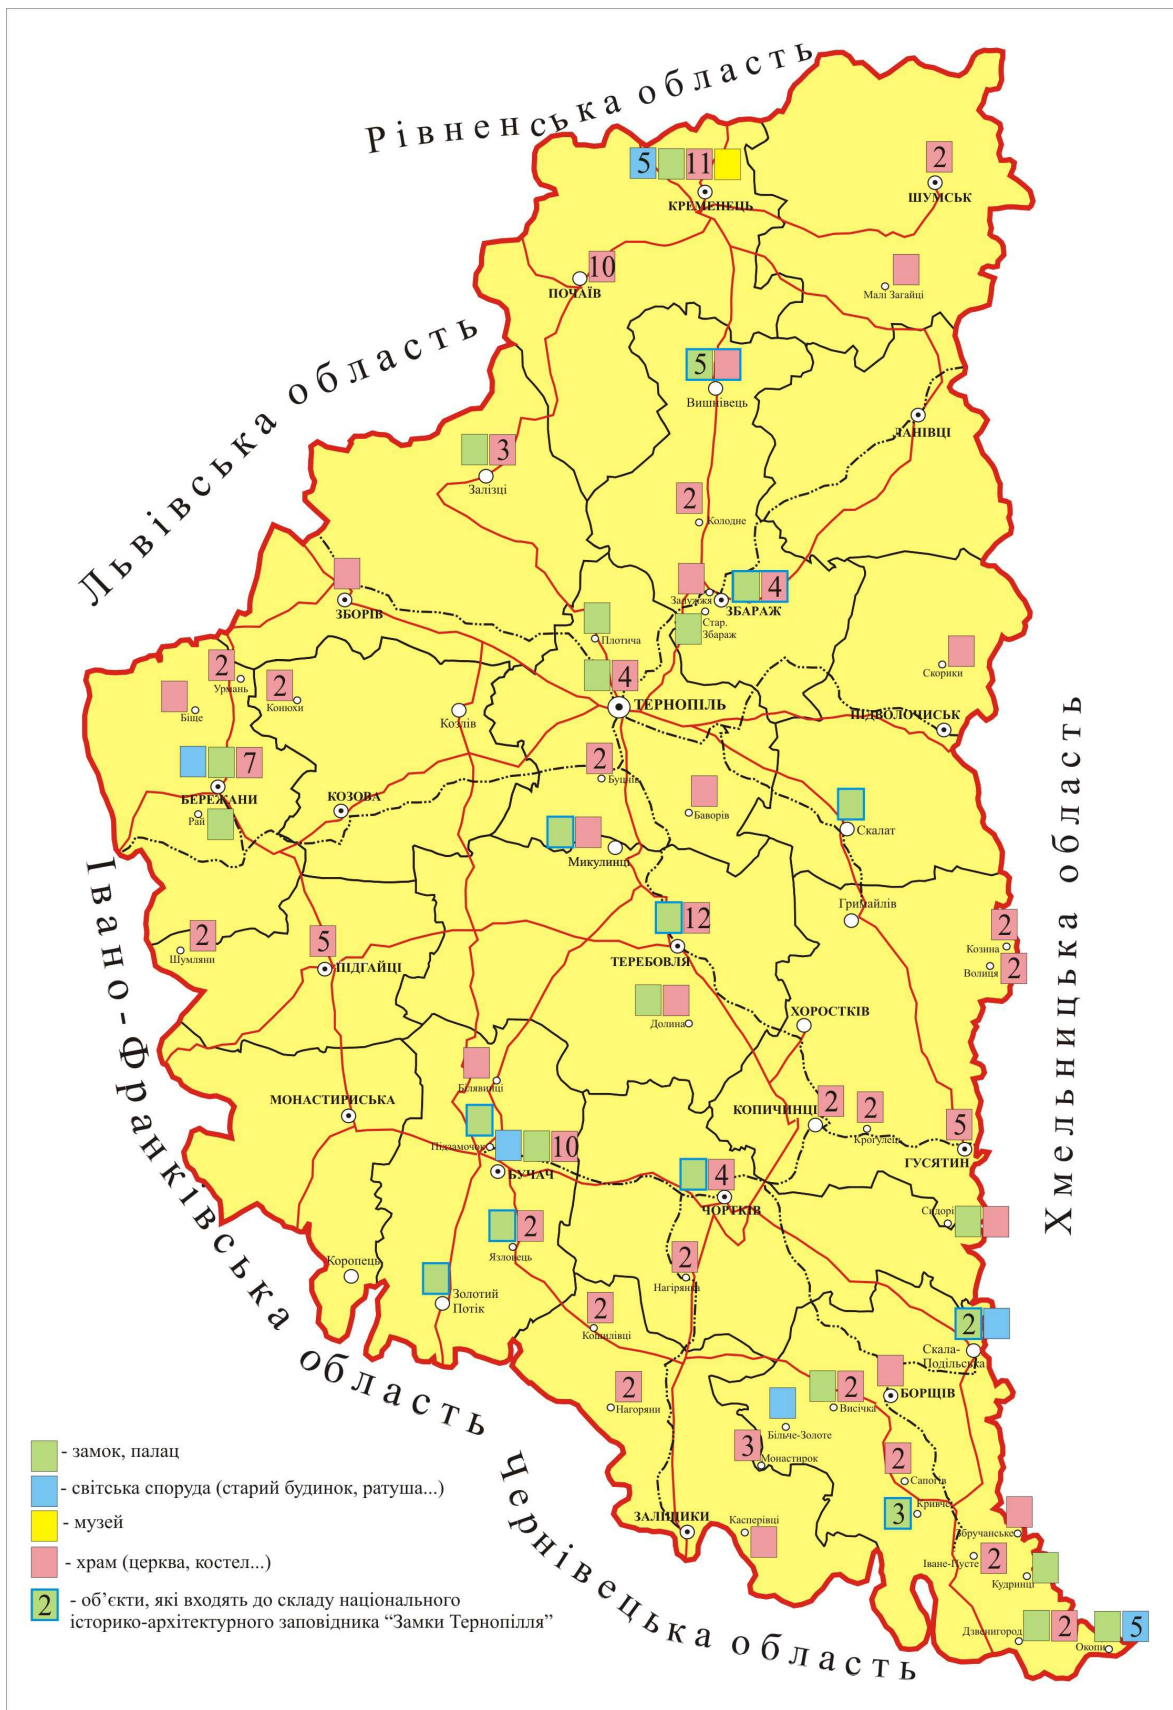 Рівненська область
5
11
КРЕМЕНЕЦЬ
2
ШУМСЬК
10
ПОЧАЇВ
Малі Загайці
Львівська область
5
Вишнівець
ЛАНІВЦІ
3
Залізці
2
Колодне
ЗБОРІВ
Залужжя
4
ЗБАРАЖ
Стар.
Збараж
Плотича
4
ТЕРНОПІЛЬ
Скорики
ПІДВОЛОЧИСЬК
2
Урмань
2
Конюхи
Біще
Козлів
7
БЕРЕЖАНИ
Рай
КОЗОВА
2
Буцнів
Баворів
Скалат
Микулинці
Хмельницька область
Івано-Франківська область
12
ТЕРЕБОВЛЯ
Гримайлів
2
Козина
Волиця
2
2
Шумляни
5
ПІДГАЙЦІ
Долина
ХОРОСТКІВ
Білявинці
МОНАСТИРИСЬКА
КОПИЧИНЦІ
2
2
Крогулець
5
ГУСЯТИН
Підзамочок
10
БУЧАЧ
4
ЧОРТКІВ
Сидорі
2
Язловець
2
Нагірянка
Коропець
Золотий
Потік
2
Кошилівці
2
Скала-
Подільська
2
Нагоряни
2
Висічка
БОРЩІВ
Більче-Золоте
3
Монастирок
2
Сапогів
3
Кривче
ЗАЛІЩИКИ
Касперівці
Збручанське
Іване-Пусте
2
Кудринці
Дзвенигород
2
5
Окопи
Чернівецька область
- замок, палац
- світська споруда (старий будинок, ратуша...)
- музей
- храм (церква, костел...)
2
- об’єкти, які входять до складу національного
історико-архітектурного заповідника “Замки Тернопілля”